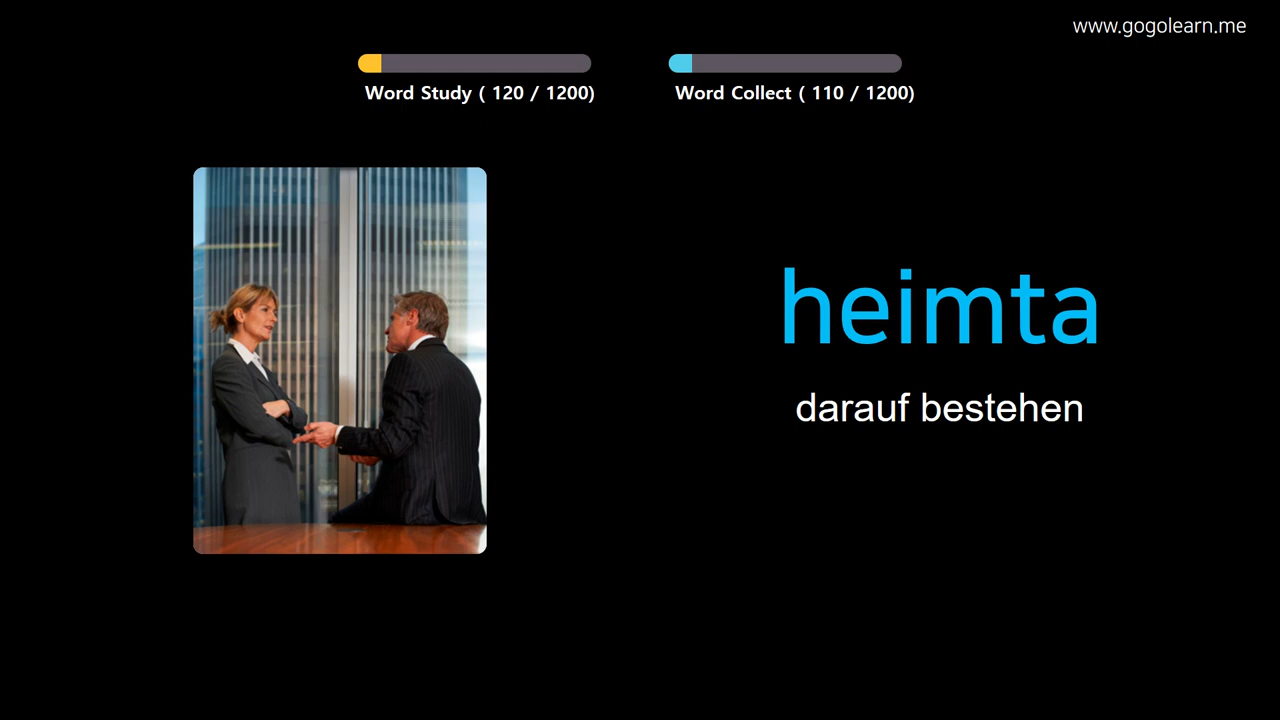 www.gogolearn.me
Word Study ( 120 / 1200)
Word Collect ( 110 / 1200)
heimta
darauf bestehen